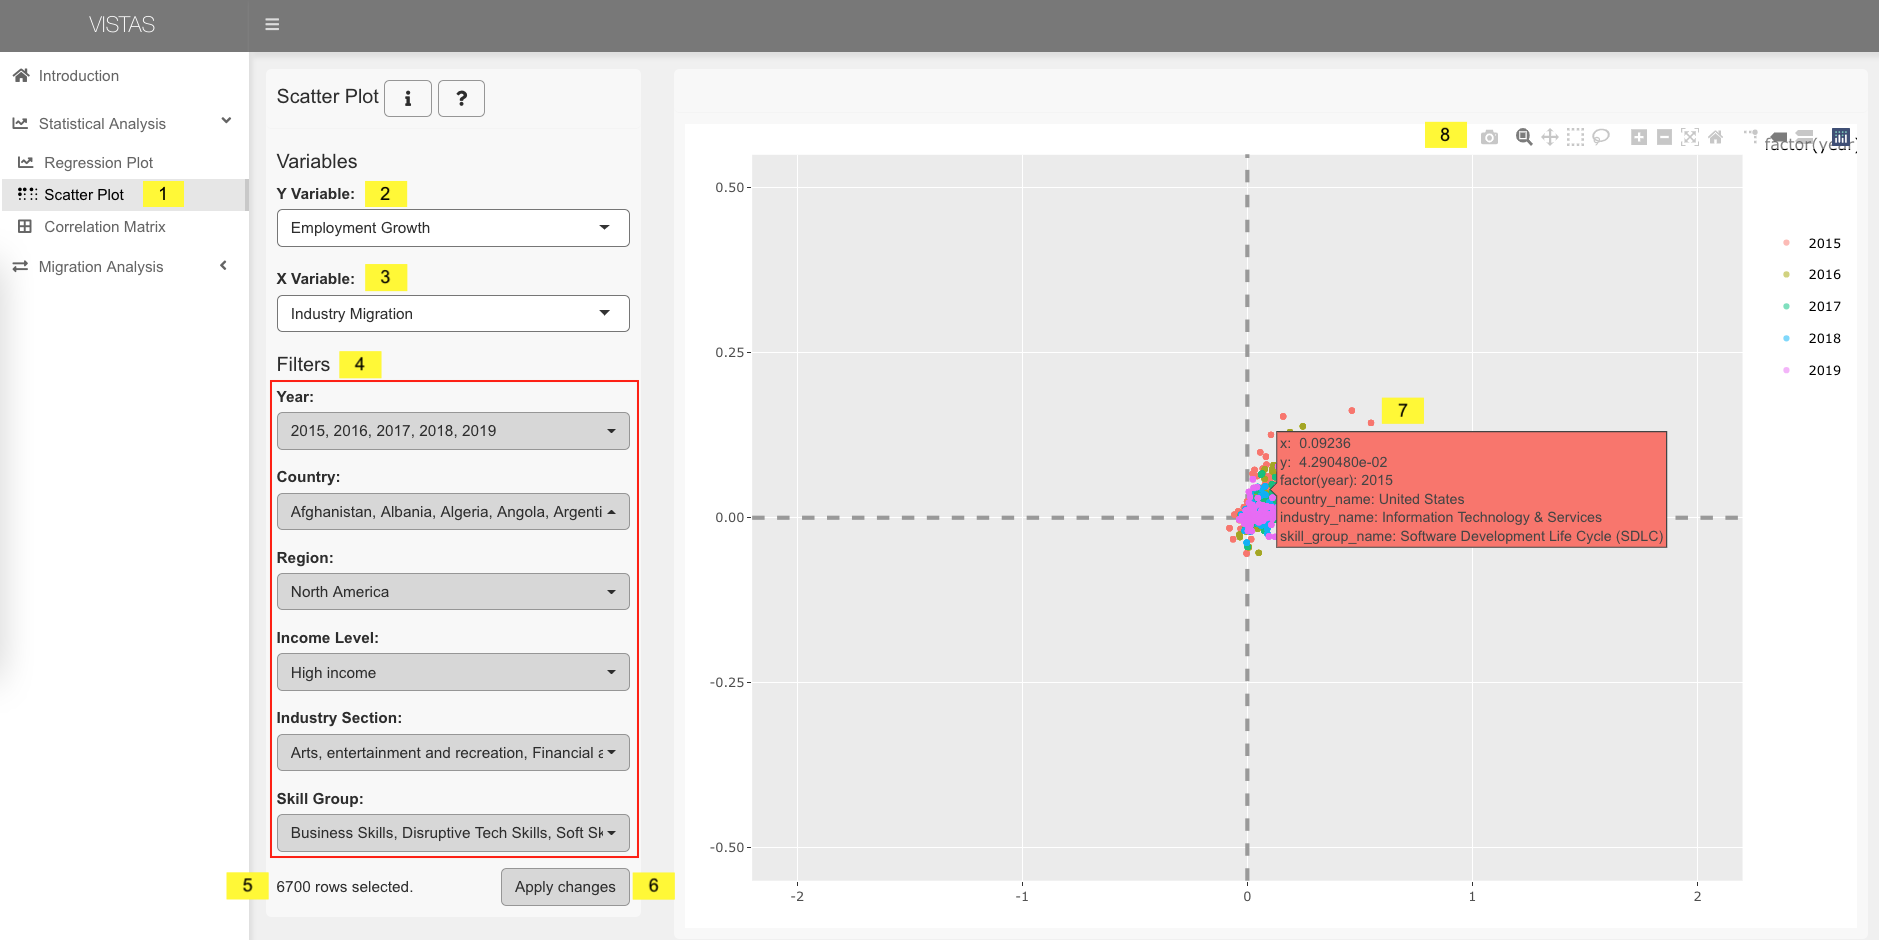 VISTAS
Introduction
Statistical Analysis
Regression Plot
Scatter Plot 1
Correlation Matrix
Migration Analysis
Scatter Plot i ?
Variables
Y Variable: 2
Employment Growth
X Variable: 3
Industry Migration
Filters 4
Year:
2015, 2016, 2017, 2018, 2019
Country:
Afghanistan, Albania, Algeria, Angola, Argenti
Region:
North America
Income Level:
High income
Industry Section:
Arts, entertainment and recreation, Financial a
Skill Group:
Business Skills, Disruptive Tech Skills, Soft Sk
5 6700 rows selected. Apply changes 6
8
factor(year)
0.50
0.25
0.00
-0.25
-0.50
-2 -1 0 1 2
7
x: 0.09236
y: 4.290480e-02
factor(year): 2015
country_name: United States
industry_name: Information Technology & Services
skill_group_name: Software Development Life Cycle (SDLC)
2015
2016
2017
2018
2019